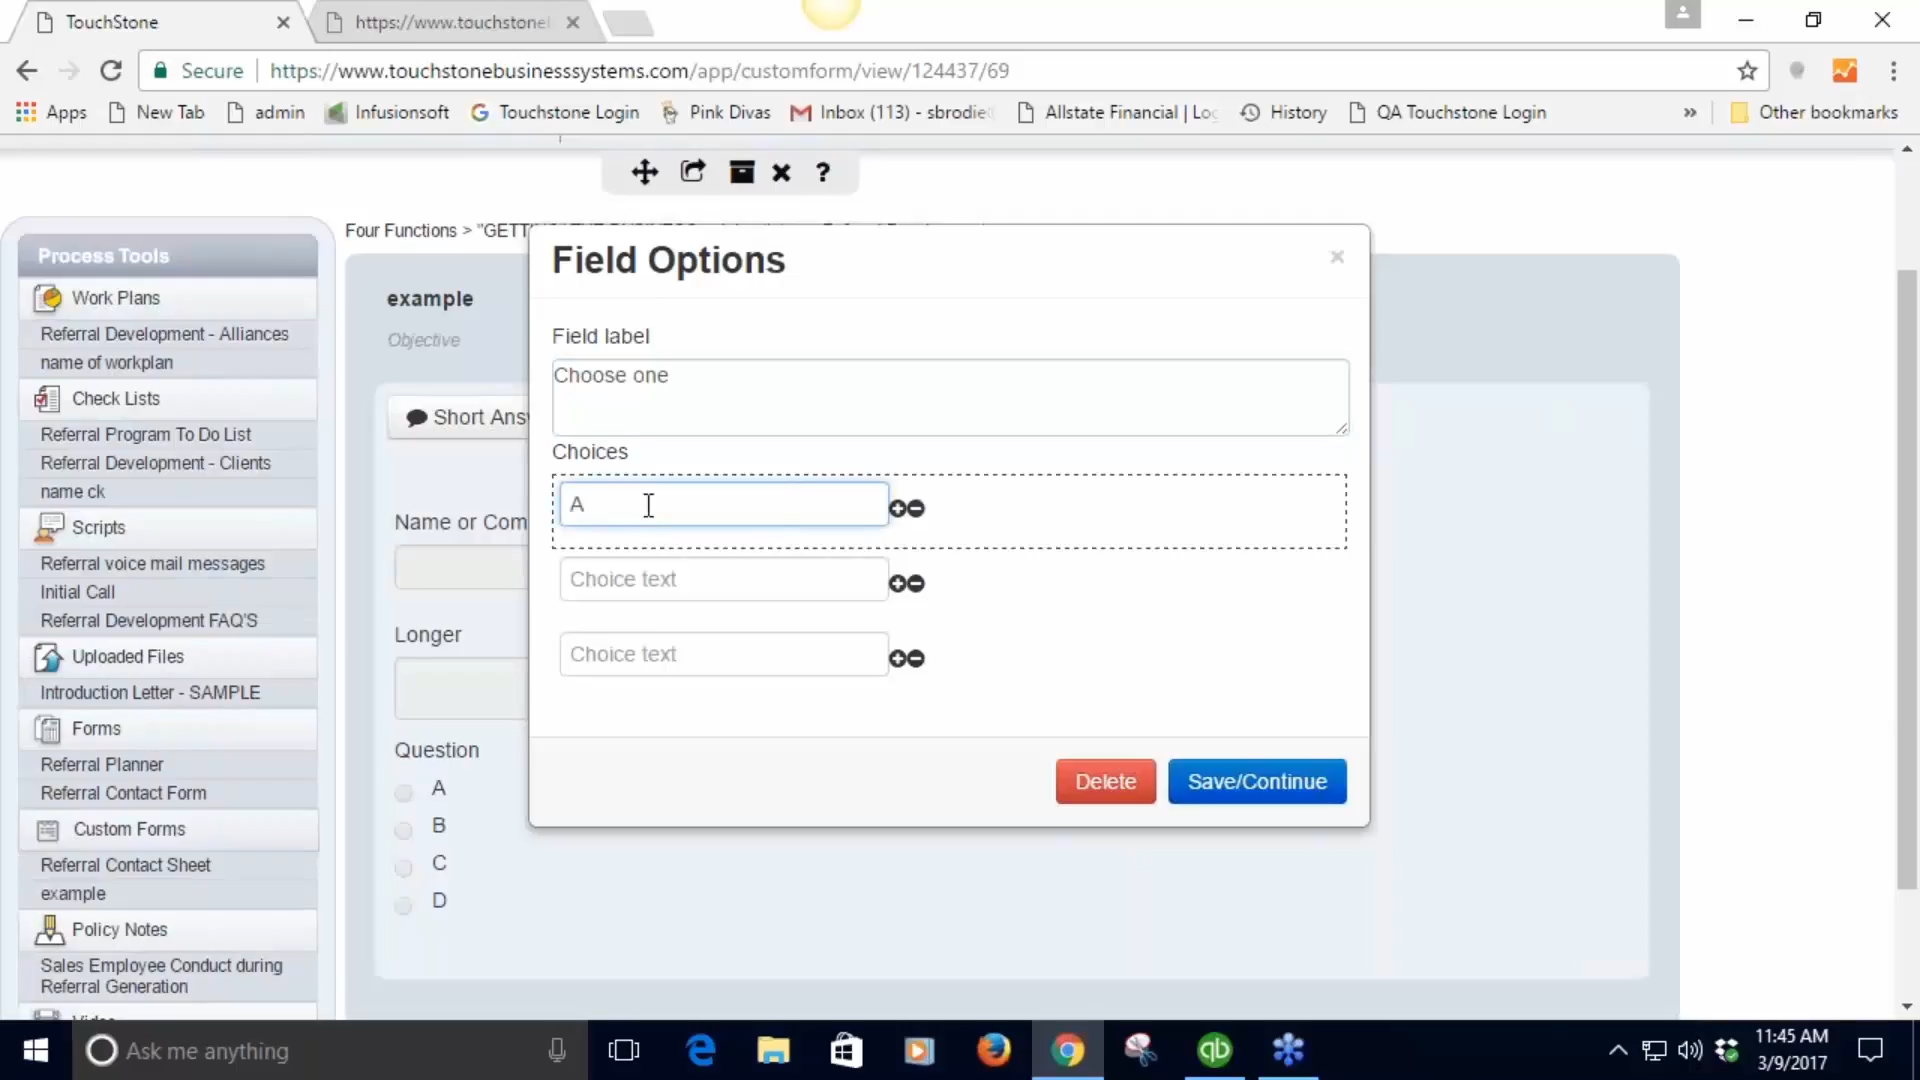 TouchStone
https://www.touchstonel
Secure
https://www.touchstonebusinesssystems.com/app/customform/view/124437/69
Apps
New Tab
admin
Infusionsoft
Touchstone Login
Pink Divas
Inbox (113) - sbrodie
Allstate Financial | Log
History
QA Touchstone Login
»
Other bookmarks
?
Process Tools
Work Plans
Referral Development - Alliances
name of workplan
Check Lists
Referral Program To Do List
Referral Development - Clients
name ck
Scripts
Referral voice mail messages
Initial Call
Referral Development FAQ'S
Uploaded Files
Introduction Letter - SAMPLE
Forms
Referral Planner
Referral Contact Form
Custom Forms
Referral Contact Sheet
example
Policy Notes
Sales Employee Conduct during
Referral Generation
Four Functions > "GETT
example
Objective
Short Ans
Name or Com
Longer
Question
A
B
C
D
Field Options
×
Field label
Choose one
Choices
A
Choice text
Choice text
Delete
Save/Continue
Ask me anything
11:45 AM
3/9/2017